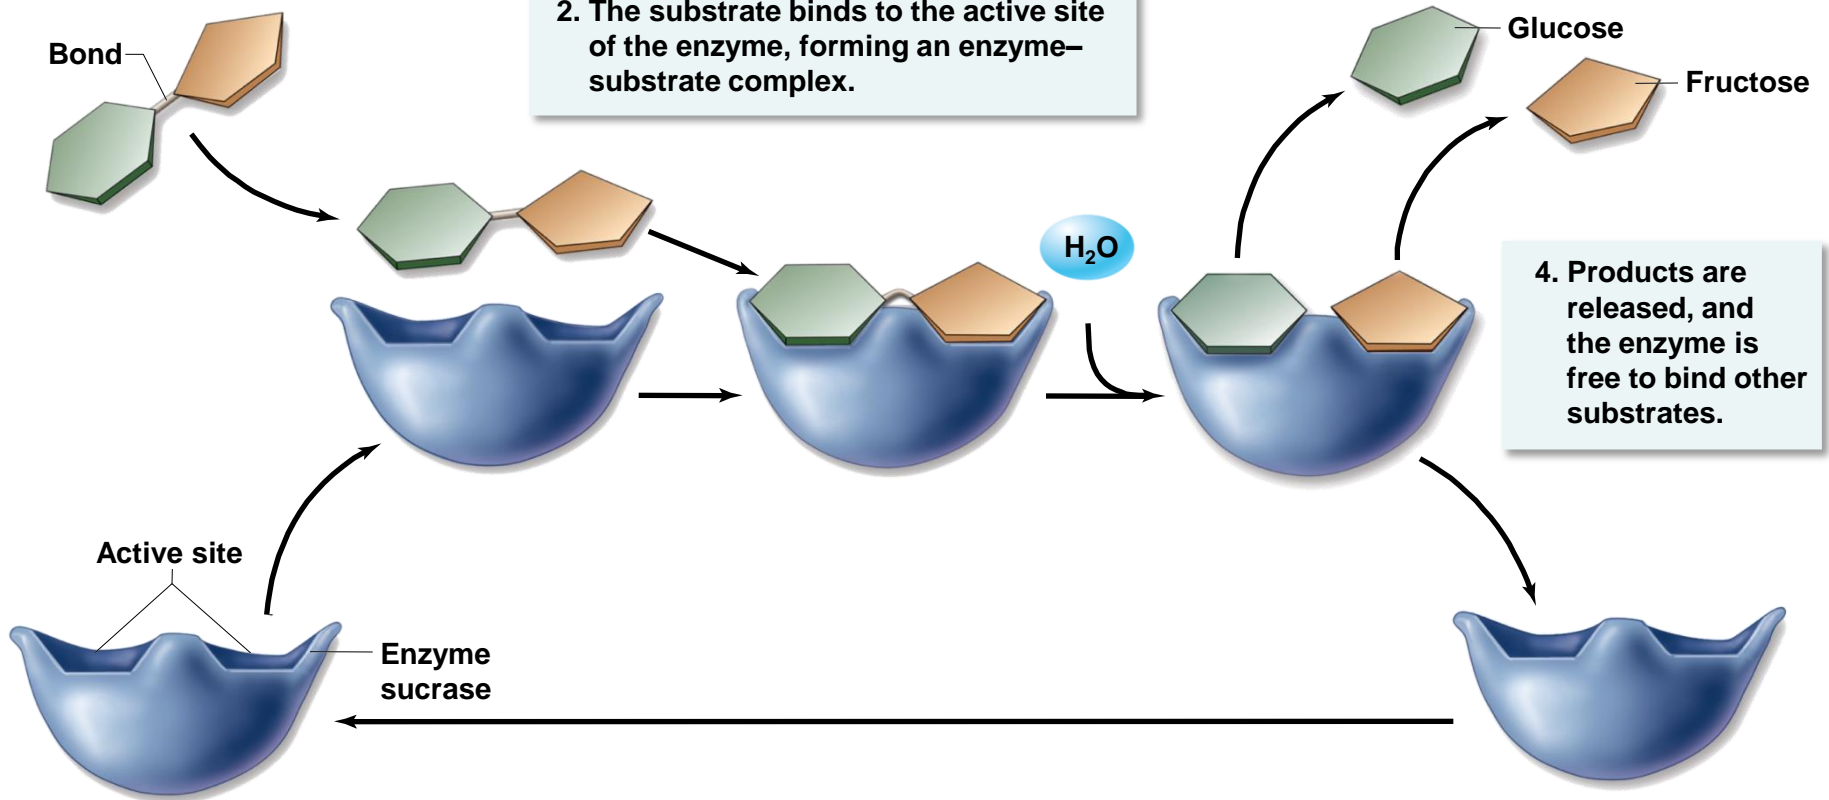 2. The substrate binds to the active site
of the enzyme, forming an enzyme–
substrate complex.
Bond
Glucose
Fructose
H₂O
4. Products are
released, and
the enzyme is
free to bind other
substrates.
Active site
Enzyme
sucrase